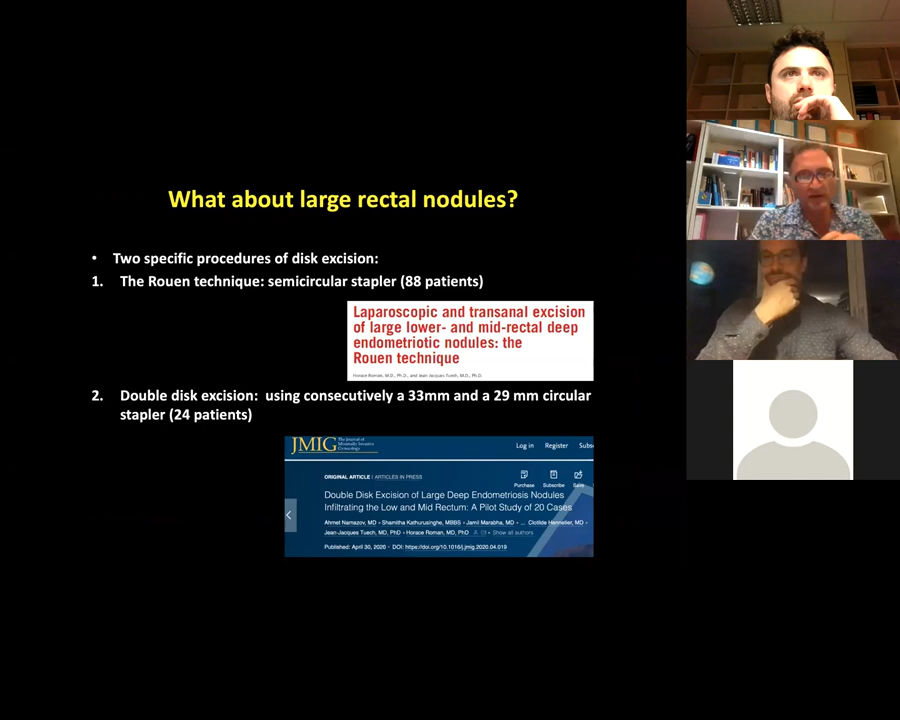 What about large rectal nodules?
• Two specific procedures of disk excision:
1. The Rouen technique: semicircular stapler (88 patients)
Laparoscopic and transanal excision
of large lower- and mid-rectal deep
endometriotic nodules: the
Rouen technique
Horace Roman, M.D., Ph.D., and Jean-Jacques Tuech, M.D., Ph.D.
2. Double disk excision: using consecutively a 33mm and a 29 mm circular
stapler (24 patients)
JMIG The Journal of
Minimally Invasive
Gynecology
Log in Register Subs
ORIGINAL ARTICLE | ARTICLES IN PRESS
Purchase Subscribe Save
Double Disk Excision of Large Deep Endometriosis Nodules
Infiltrating the Low and Mid Rectum: A Pilot Study of 20 Cases
Ahmet Namazov, MD • Shamitha Kathurusinghe, MBBS • Jamil Marabha, MD • ... Clotilde Hennetier, MD •
Jean-Jacques Tuech, MD, PhD • Horace Roman, MD, PhD • Show all authors
Published: April 30, 2020 • DOI: https://doi.org/10.1016/j.jmig.2020.04.019